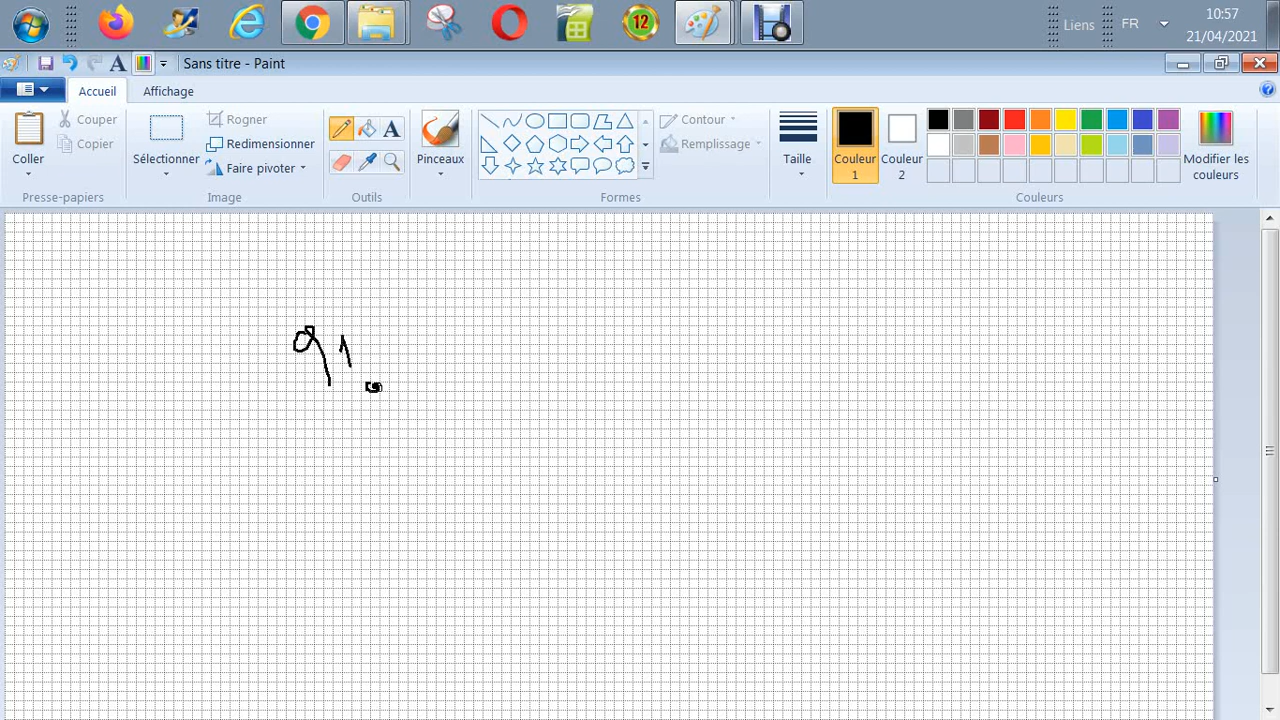 12
Liens
FR
10:57
21/04/2021
A
Sans titre - Paint
Accueil
Affichage
Coller
Couper
Copier
Presse-papiers
Sélectionner
Rogner
Redimensionner
Faire pivoter
Image
A
Outils
Pinceaux
Contour
Remplissage
Formes
Taille
Couleur
1
Couleur
2
Modifier les
couleurs
Couleurs